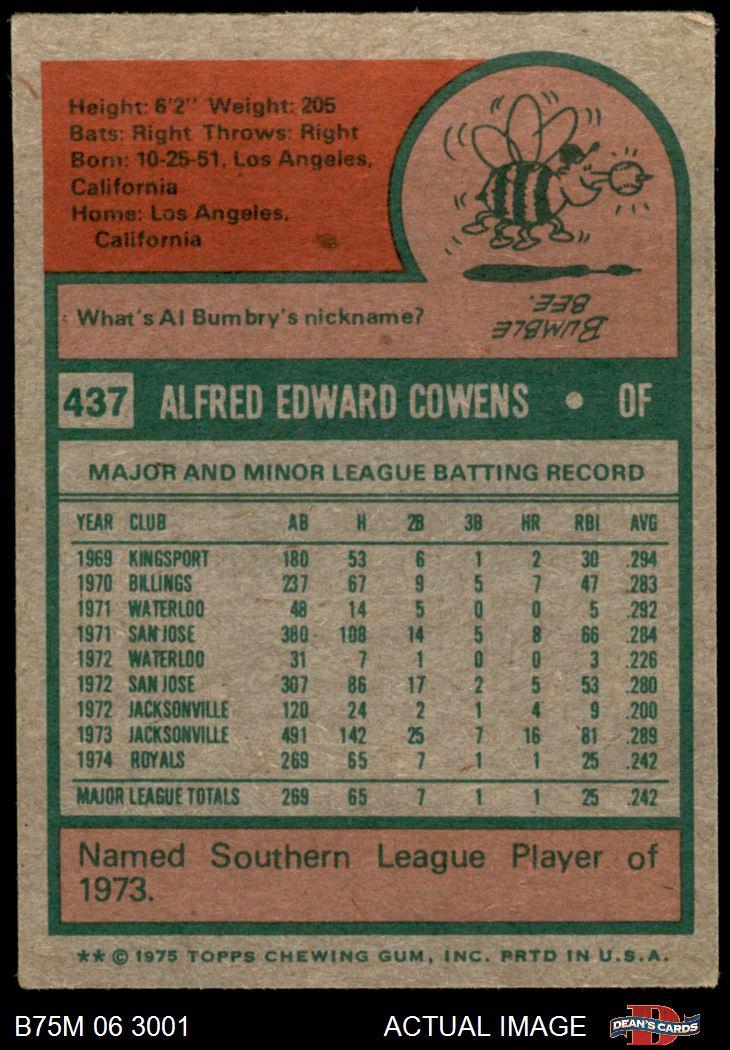 Height: 6'2" Weight: 205
Bats: Right Throws: Right
Born: 10-25-51, Los Angeles,
California
Home: Los Angeles,
California
What's Al Bumbry's nickname?
BUMBLE
BEE.
437 ALFRED EDWARD COWENS • OF
MAJOR AND MINOR LEAGUE BATTING RECORD
YEAR CLUB AB H 2B 3B HR RBI AVG
1969 KINGSPORT 180 53 6 1 2 30 .294
1970 BILLINGS 237 67 9 5 7 47 .283
1971 WATERLOO 48 14 5 0 0 5 .292
1971 SAN JOSE 380 108 14 5 8 66 .284
1972 WATERLOO 31 7 1 0 0 3 .226
1972 SAN JOSE 307 86 17 2 5 53 .280
1972 JACKSONVILLE 120 24 2 1 4 9 .200
1973 JACKSONVILLE 491 142 25 7 16 81 .289
1974 ROYALS 269 65 7 1 1 25 .242
MAJOR LEAGUE TOTALS 269 65 7 1 1 25 .242
Named Southern League Player of
1973.
** © 1975 TOPPS CHEWING GUM, INC. PRTD IN U.S.A.
B75M 06 3001 ACTUAL IMAGE DEAN'S CARDS